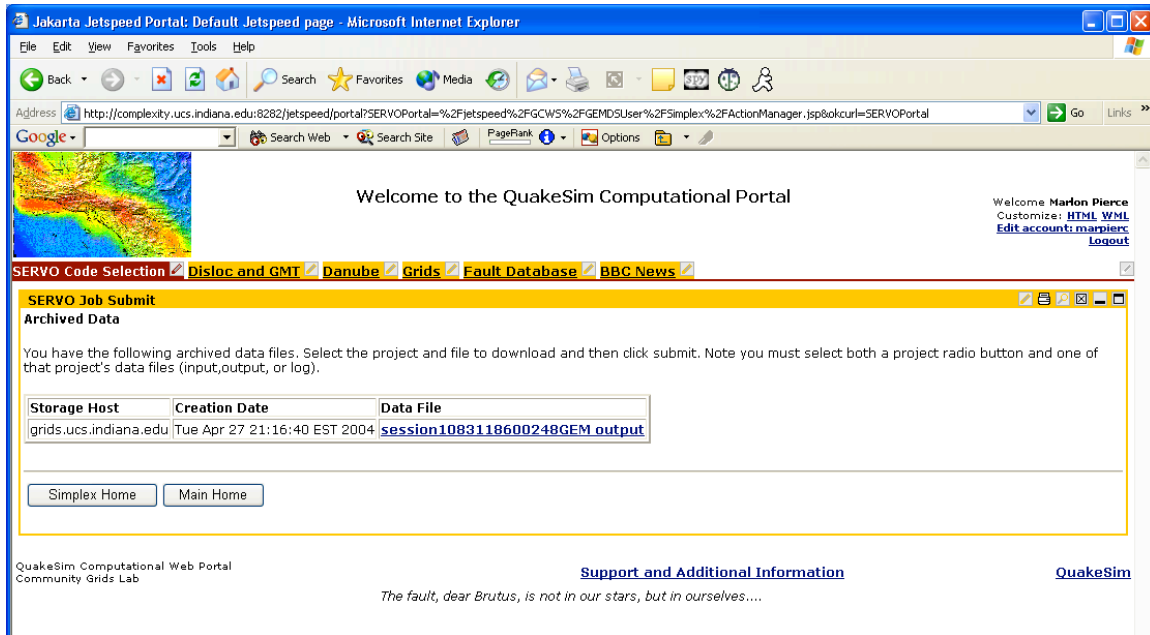 Jakarta Jetspeed Portal: Default Jetspeed page - Microsoft Internet Explorer
File Edit View Favorites Tools Help
Back Search Favorites Media SPY
Address http://complexity.ucs.indiana.edu:8282/jetspeed/portal?SERVOPortal=%2Fjetspeed%2FGCWS%2FGEMDSUser%2FSimplex%2FActionManager.jsp&okcurl=SERVOPortal Go Links »
Google Search Web Search Site PageRank Options
Welcome to the QuakeSim Computational Portal
Welcome Marlon Pierce
Customize: HTML WML
Edit account: marpierc
Logout
SERVO Code Selection Disloc and GMT Danube Grids Fault Database BBC News
SERVO Job Submit
Archived Data
You have the following archived data files. Select the project and file to download and then click submit. Note you must select both a project radio button and one of
that project's data files (input,output, or log).
Storage Host Creation Date Data File
grids.ucs.indiana.edu Tue Apr 27 21:16:40 EST 2004 session1083118600248GEM output
Simplex Home Main Home
QuakeSim Computational Web Portal
Community Grids Lab
Support and Additional Information
QuakeSim
The fault, dear Brutus, is not in our stars, but in ourselves....